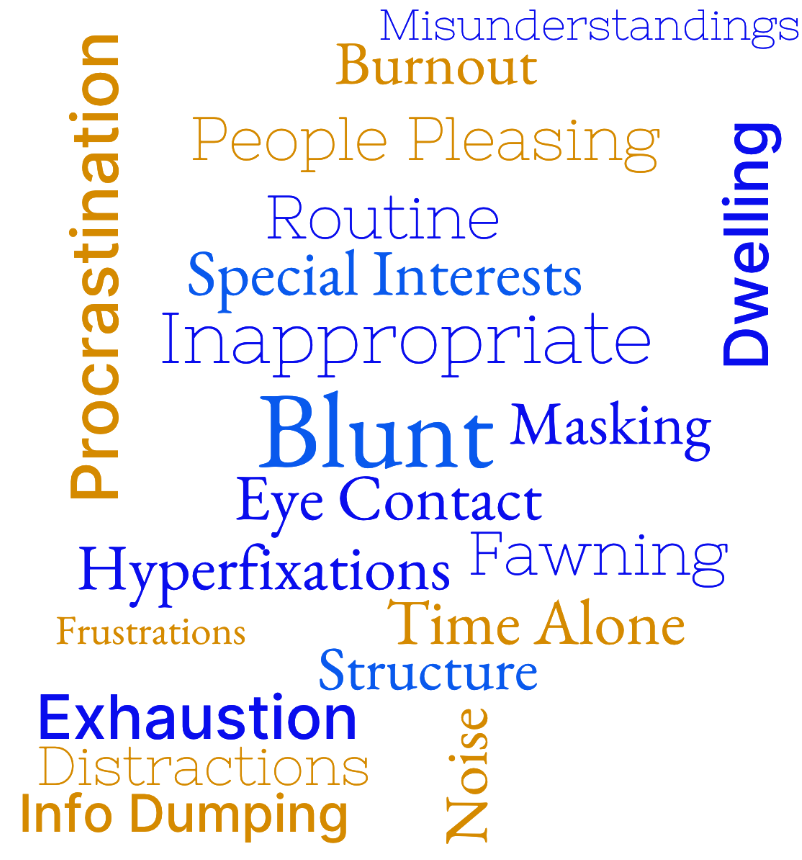 Misunderstandings
Burnout
Procrastination
People Pleasing
Dwelling
Routine
Special Interests
Inappropriate
Blunt
Masking
Eye Contact
Hyperfixations
Fawning
Frustrations
Time Alone
Structure
Exhaustion
Noise
Distractions
Info Dumping